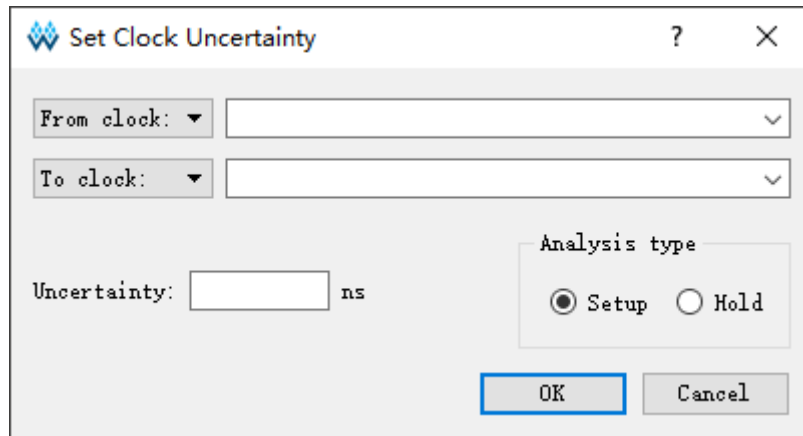 Set Clock Uncertainty ?
From clock:
To clock:
Analysis type
Uncertainty: ns
Setup Hold
OK Cancel